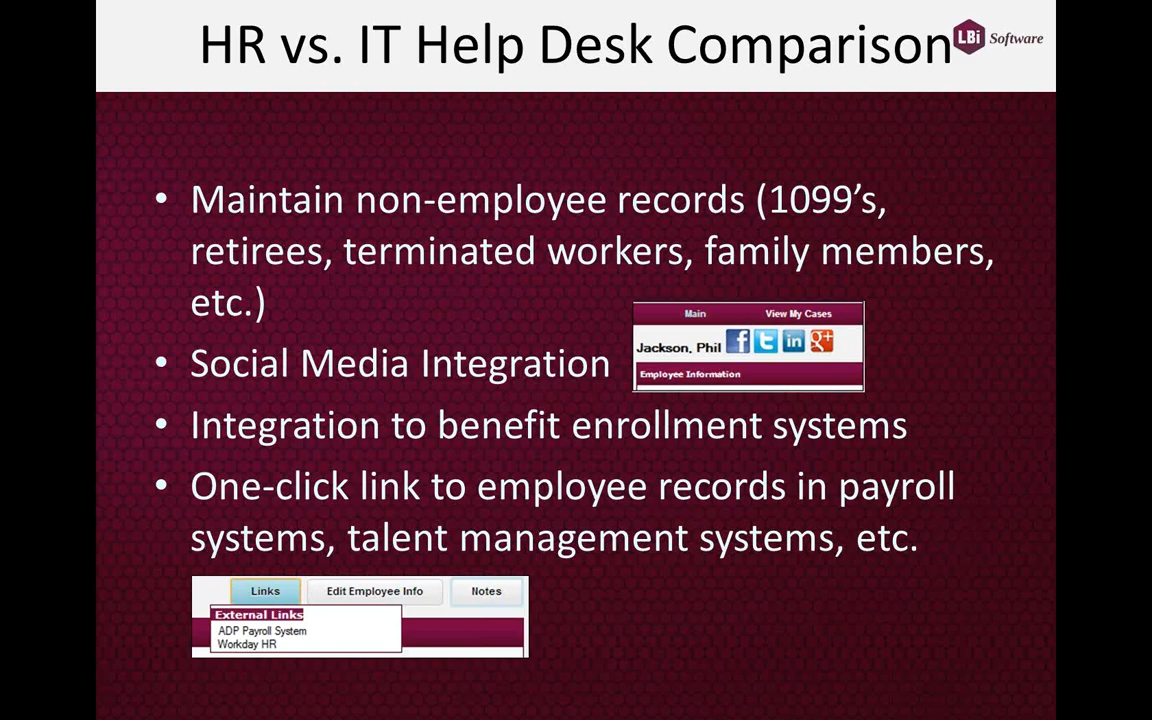 HR vs. IT Help Desk Comparison
LBi Software
• Maintain non-employee records (1099’s,
retirees, terminated workers, family members,
etc.)
Main View My Cases
Jackson, Phil f t in g+
Employee Information
• Social Media Integration
• Integration to benefit enrollment systems
• One-click link to employee records in payroll
systems, talent management systems, etc.
Links Edit Employee Info Notes
External Links
ADP Payroll System
Workday HR